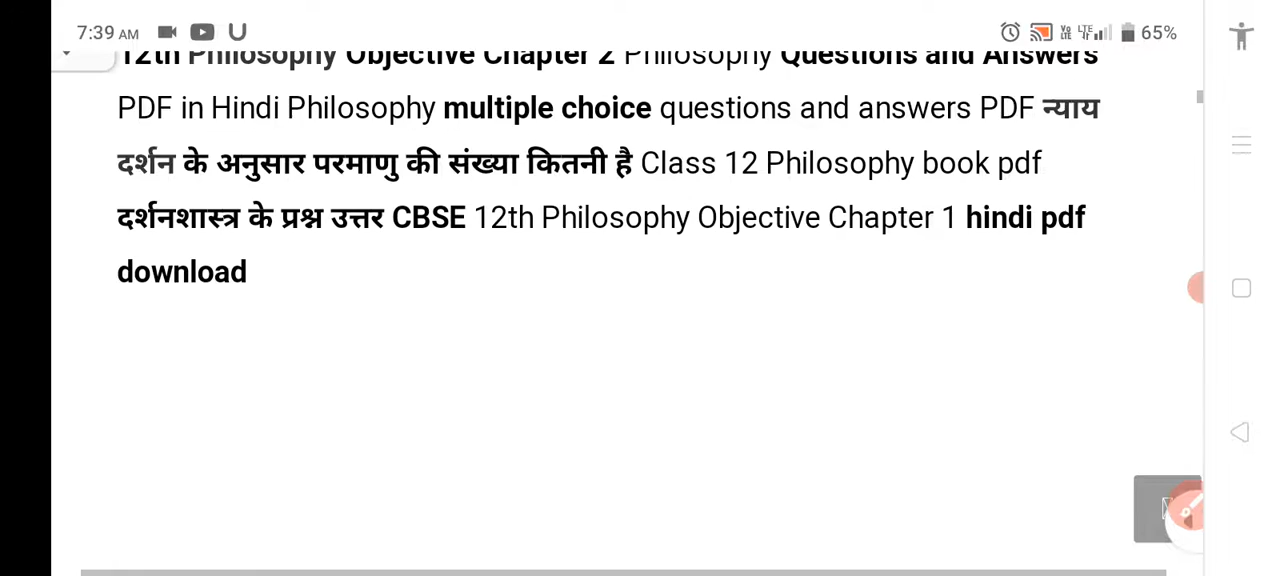 7:39 AM
65%
12th Philosophy Objective Chapter 2 Philosophy Questions and Answers
PDF in Hindi Philosophy multiple choice questions and answers PDF न्याय
दर्शन के अनुसार परमाणु की संख्या कितनी है Class 12 Philosophy book pdf
दर्शनशास्त्र के प्रश्न उत्तर CBSE 12th Philosophy Objective Chapter 1 hindi pdf
download